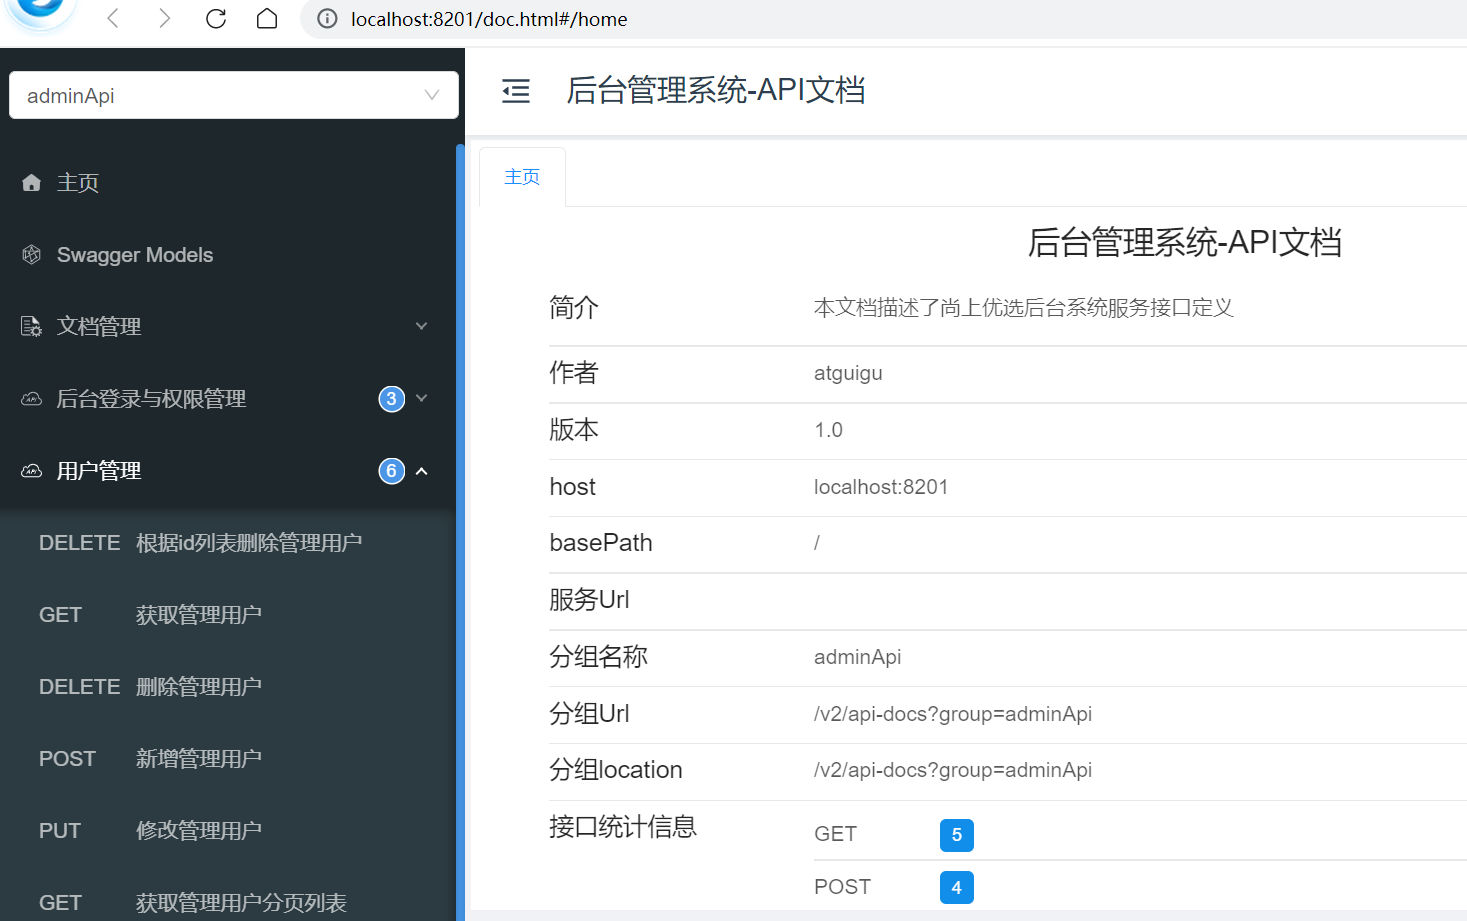 localhost:8201/doc.html#/home
adminApi
后台管理系统-API文档
主页
主页
Swagger Models
文档管理
后台登录与权限管理 3
用户管理 6
DELETE 根据id列表删除管理用户
GET 获取管理用户
DELETE 删除管理用户
POST 新增管理用户
PUT 修改管理用户
GET 获取管理用户分页列表
后台管理系统-API文档
简介 本文档描述了尚上优选后台系统服务接口定义
作者 atguigu
版本 1.0
host localhost:8201
basePath /
服务Url
分组名称 adminApi
分组Url /v2/api-docs?group=adminApi
分组location /v2/api-docs?group=adminApi
接口统计信息 GET 5
POST 4